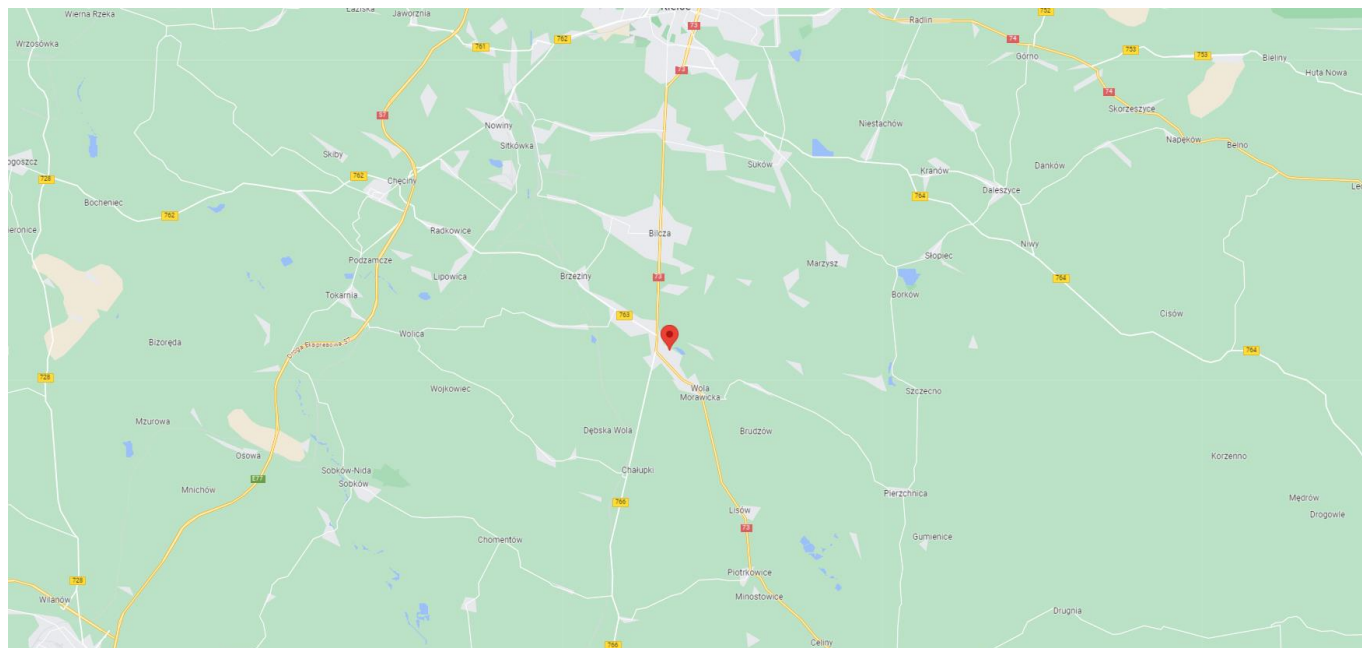 Kielce
Łaziska
Wierna Rzeka
Jaworznia
Radlin
752
73
762
74
753
753
Wrzosówka
761
Górno
Bieliny
Huta Nowa
73
74
S7
Skorzeszyce
Nowiny
Niestachów
Sitkówka
Napęków
Belno
Skiby
Suków
Danków
Kranów
728
762
Chęciny
Daleszyce
764
Bocheniec
762
Radkowice
Bilcza
Niwy
Słopiec
Podzamcze
Marzysz
Lipowica
Brzeziny
73
764
Tokarnia
Borków
763
Cisów
Wolica
Bizoręda
Droga Ekspresowa S7
764
728
Wojkowiec
Wola
Morawicka
Szczecno
Mzurowa
Dębska Wola
Brudzów
Osowa
Korzenno
Sobków-Nida
Chałupki
E77
Sobków
Mnichów
Pierzchnica
Mędrów
766
Lisów
Drogowle
73
Chomentów
Gumienice
Piotrkowice
728
Minostowice
Wilanów
Drugnia
766
Celiny